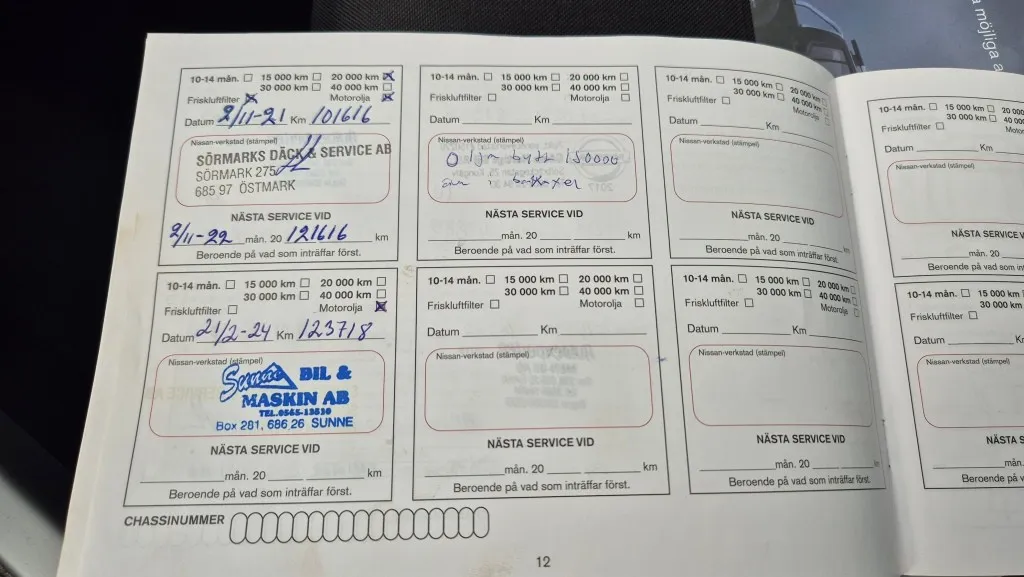 a möjliga a
10-14 mån. 15 000 km 20 000 km
30 000 km 40 000 km
Friskluftfilter Motorolja
Datum 2/11-21 Km 101616
Nissan-verkstad (stämpel)
SÖRMARKS DÄCK & SERVICE AB
SÖRMARK 275
685 97 ÖSTMARK
NÄSTA SERVICE VID
2/11-22 mån. 20 121616 km
Beroende på vad som inträffar först.
10-14 mån. 15 000 km 20 000 km
30 000 km 40 000 km
Friskluftfilter Motorolja
Datum Km
Nissan-verkstad (stämpel)
bytt 150000
NÄSTA SERVICE VID
mån. 20 km
Beroende på vad som inträffar först.
10-14 mån. 15 000 km 20 000 km
30 000 km 40 000 km
Friskluftfilter Motorolja
Datum Km
Nissan-verkstad (stämpel)
NÄSTA SERVICE VID
mån. 20 km
Beroende på vad som inträffar först.
10-14 mån. 15 000 km 20 000
30 000 km 40 000
Friskluftfilter
Datum Km
Nissan-verkstad (stämpel)
NÄSTA SERVICE V
mån. 20
Beroende på vad som inträ
10-14 mån. 15 000 km 20 000 km
30 000 km 40 000 km
Friskluftfilter Motorolja
Datum 21/2-24 Km 123718
Nissan-verkstad (stämpel)
Sunne BIL &
MASKIN AB
TEL.0565-13510
Box 281, 686 26 SUNNE
NÄSTA SERVICE VID
mån. 20 km
Beroende på vad som inträffar först.
10-14 mån. 15 000 km 20 000 km
30 000 km 40 000 km
Friskluftfilter Motorolja
Datum Km
Nissan-verkstad (stämpel)
NÄSTA SERVICE VID
mån. 20 km
Beroende på vad som inträffar först.
10-14 mån. 15 000 km 20 000 km
30 000 km 40 000 km
Friskluftfilter Motorolja
Datum Km
Nissan-verkstad (stämpel)
NÄSTA SERVICE VID
mån. 20 km
Beroende på vad som inträffar först.
10-14 mån. 15 000 km
30 000 km
Friskluftfilter
Datum Km
Nissan-verkstad (stämpel)
NÄSTA S
mån. 20
Beroende på vad som
CHASSINUMMER
12